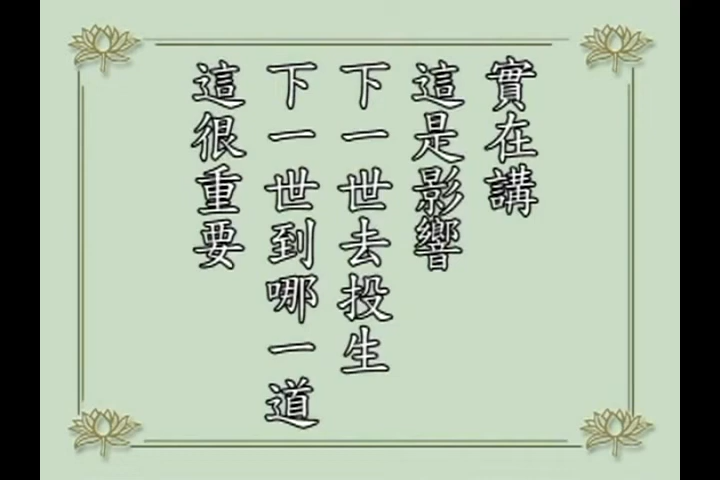 實在講
這是影響
下一世去投生
下一世到哪一道
這很重要